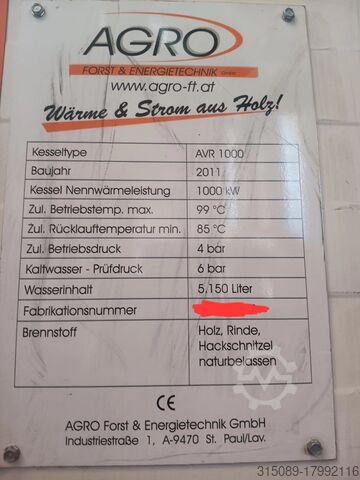 AGRO
FORST & ENERGIETECHNIK GmbH
www.agro-ft.at
Wärme & Strom aus Holz!
Kesseltype AVR 1000
Baujahr 2011
Kessel Nennwärmeleistung 1000 kW
Zul. Betriebstemp. max. 99 °C
Zul. Rücklauftemperatur min. 85 °C
Zul. Betriebsdruck 4 bar
Kaltwasser - Prüfdruck 6 bar
Wasserinhalt 5.150 Liter
Fabrikationsnummer
Brennstoff Holz, Rinde,
Hackschnitzel
naturbelassen
CE
AGRO Forst & Energietechnik GmbH
Industriestraße 1, A-9470 St. Paul/Lav.
315089-17992116